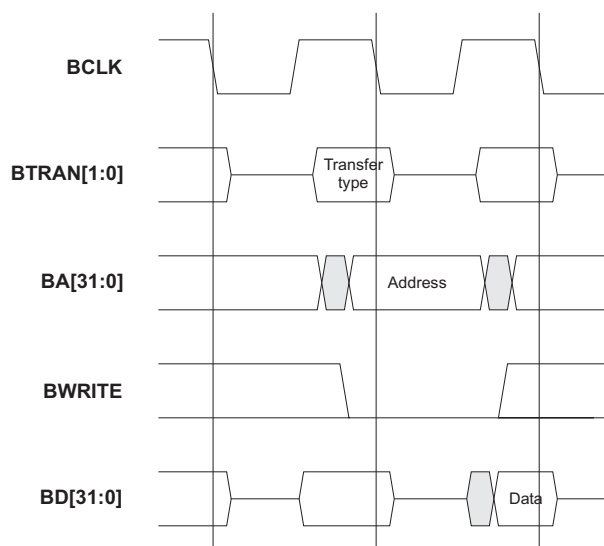 BCLK
BTRAN[1:0]
Transfer
type
BA[31:0]
Address
BWRITE
BD[31:0]
Data